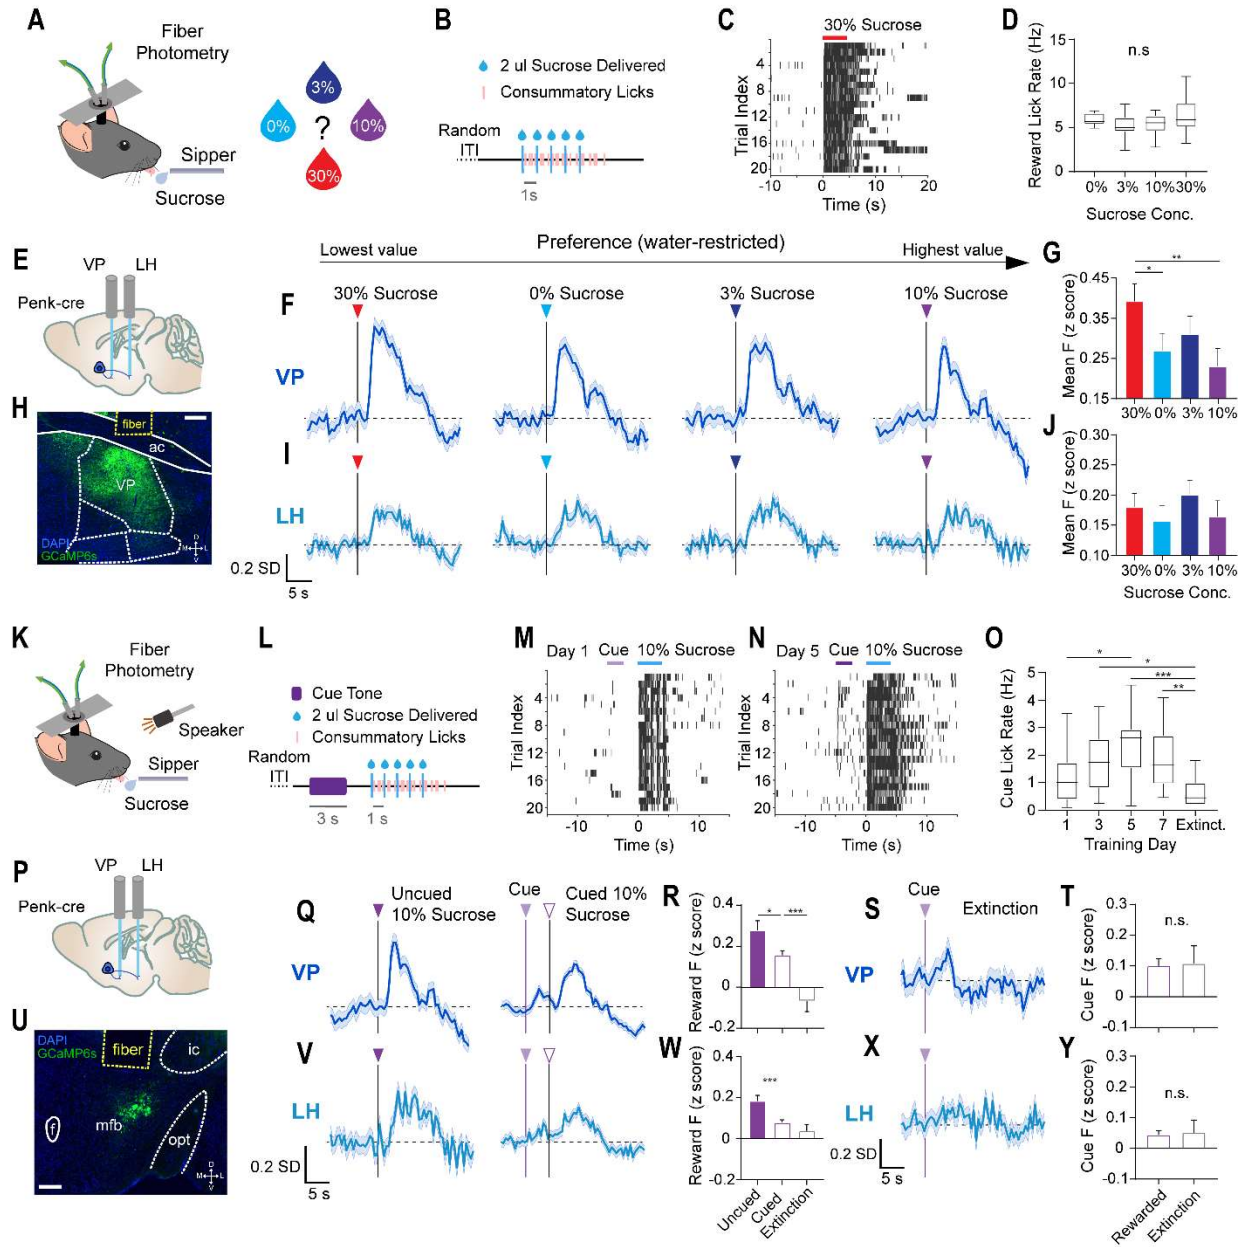 A
Fiber
Photometry
Sipper
Sucrose
0%
3%
?
10%
30%
B
2 ul Sucrose Delivered
Consummatory Licks
Random
ITI
1s
C
30% Sucrose
Trial Index
4
8
12
16
20
-10
0
10
20
Time (s)
D
n.s
Reward Lick Rate (Hz)
15
10
5
0
0%
3%
10%
30%
Sucrose Conc.
E
VP
LH
Penk-cre
Lowest value
Preference (water-restricted)
Highest value
F
30% Sucrose
0% Sucrose
3% Sucrose
10% Sucrose
VP
G
**
*
Mean F (z score)
0.45
0.35
0.25
0.15
30%
0%
3%
10%
H
fiber
ac
VP
DAPI
GCaMP6s
D
M
L
V
I
LH
0.2 SD
5 s
J
Mean F (z score)
0.30
0.25
0.20
0.15
0.10
30%
0%
3%
10%
Sucrose Conc.
K
Fiber
Photometry
Speaker
Sipper
Sucrose
L
Cue Tone
2 ul Sucrose Delivered
Consummatory Licks
Random
ITI
3 s
1 s
M
Day 1
Cue
10% Sucrose
Trial Index
4
8
12
16
20
-10
0
10
Time (s)
N
Day 5
Cue
10% Sucrose
Trial Index
4
8
12
16
20
-10
0
10
Time (s)
O
*
*
***
**
Cue Lick Rate (Hz)
5
4
3
2
1
0
1
3
5
7
Extinct.
Training Day
P
VP
LH
Penk-cre
Q
Uncued
10% Sucrose
Cue
Cued 10%
Sucrose
VP
R
*
***
Reward F (z score)
0.4
0.2
0
-0.2
S
Cue
Extinction
VP
T
n.s.
Cue F (z score)
0.3
0.2
0.1
0
-0.1
U
DAPI
GCaMP6s
fiber
ic
f
mfb
opt
D
M
L
V
V
LH
0.2 SD
5 s
W
***
Reward F (z score)
0.4
0.2
0
-0.2
Uncued
Cued
Extinction
X
LH
0.2 SD
5 s
Y
n.s.
Cue F (z score)
0.3
0.2
0.1
0
-0.1
Rewarded
Extinction